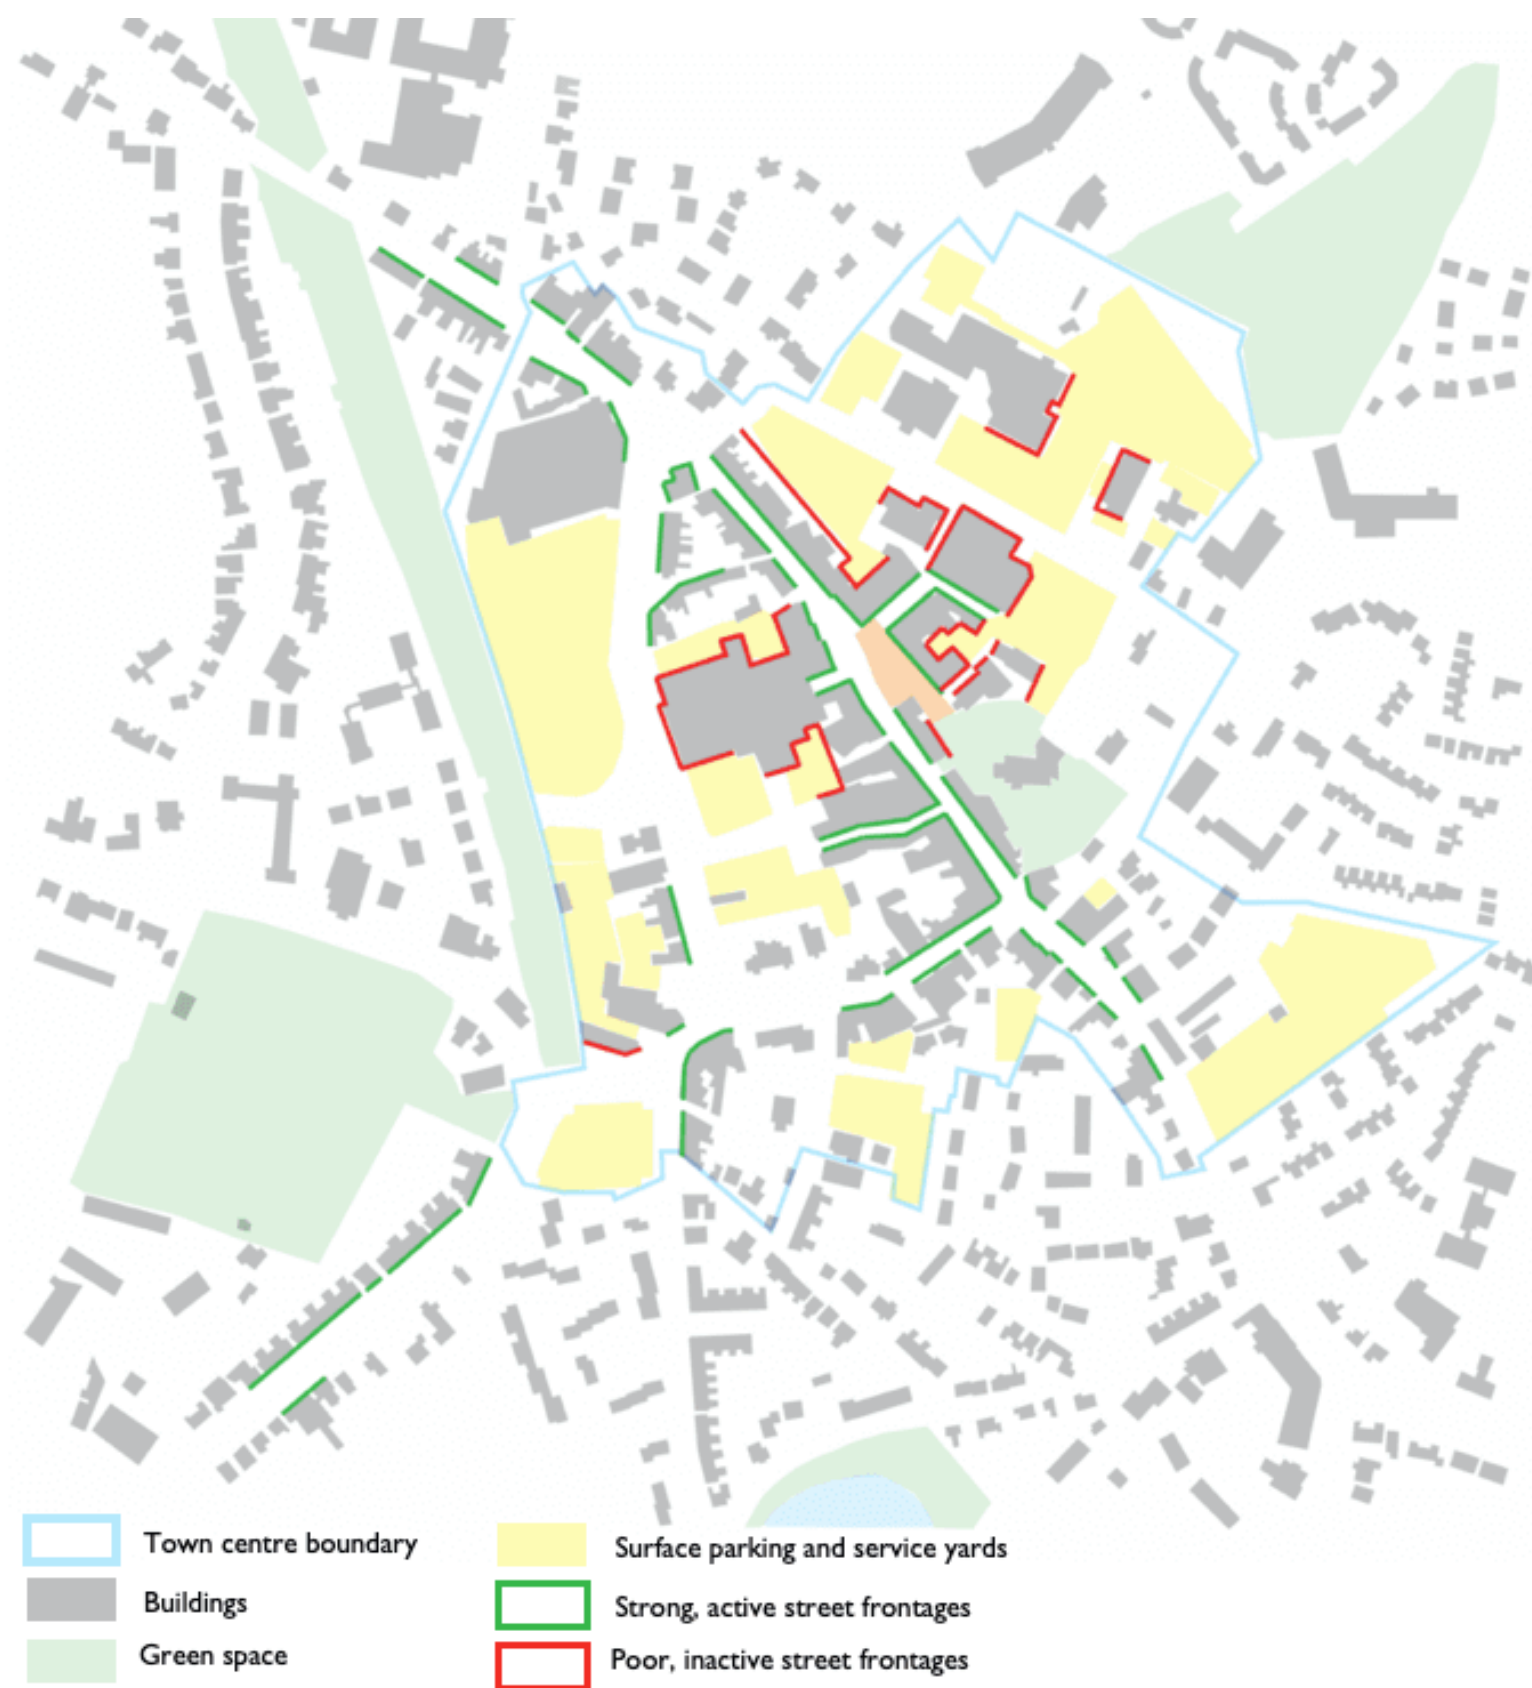 Town centre boundary
Buildings
Green space
Surface parking and service yards
Strong, active street frontages
Poor, inactive street frontages